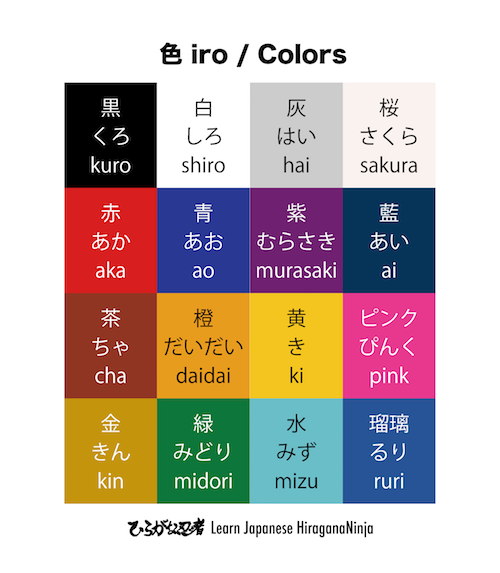 色 iro / Colors
黒
くろ
kuro
白
しろ
shiro
灰
はい
hai
桜
さくら
sakura
赤
あか
aka
青
あお
ao
紫
むらさき
murasaki
藍
あい
ai
茶
ちゃ
cha
橙
だいだい
daidai
黄
き
ki
ピンク
ぴんく
pink
金
きん
kin
緑
みどり
midori
水
みず
mizu
瑠璃
るり
ruri
ひらがな忍者 Learn Japanese HiraganaNinja